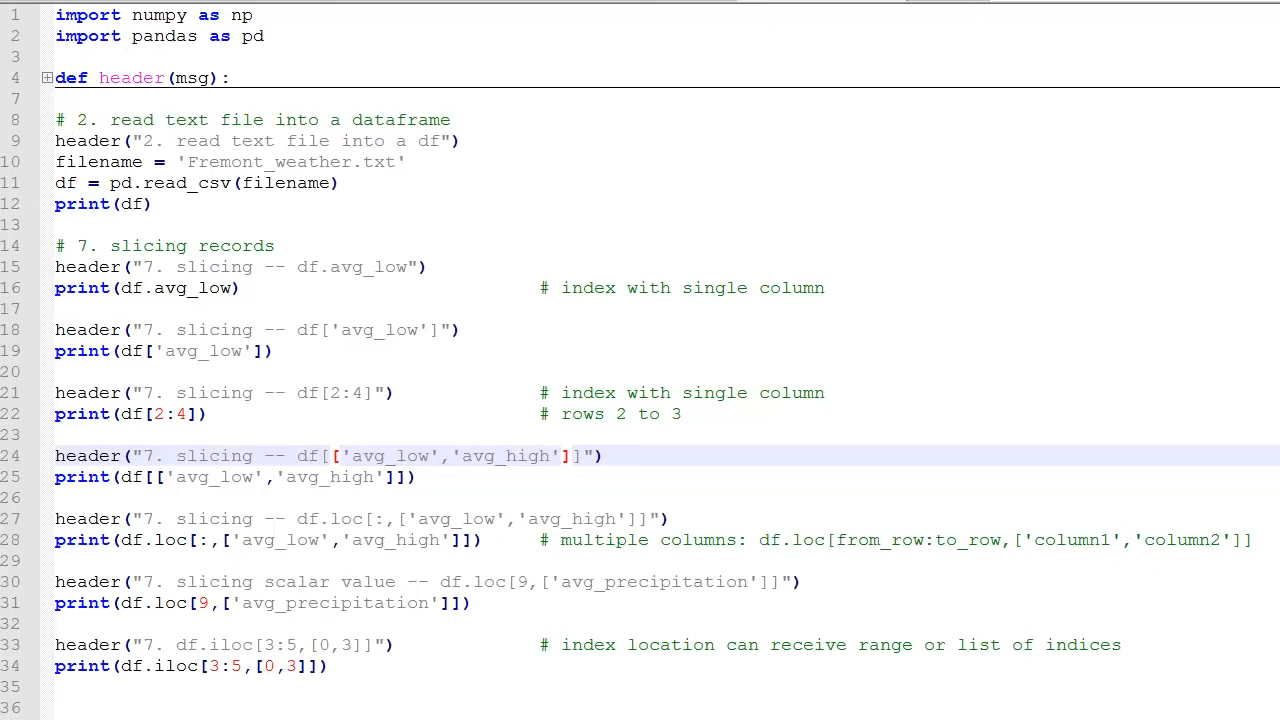 1 import numpy as np
2 import pandas as pd
3
4 def header(msg):
7
8 # 2. read text file into a dataframe
9 header("2. read text file into a df")
10 filename = 'Fremont_weather.txt'
11 df = pd.read_csv(filename)
12 print(df)
13
14 # 7. slicing records
15 header("7. slicing -- df.avg_low")
16 print(df.avg_low) # index with single column
17
18 header("7. slicing -- df['avg_low']")
19 print(df['avg_low'])
20
21 header("7. slicing -- df[2:4]") # index with single column
22 print(df[2:4]) # rows 2 to 3
23
24 header("7. slicing -- df[['avg_low','avg_high']]")
25 print(df[['avg_low','avg_high']])
26
27 header("7. slicing -- df.loc[:,['avg_low','avg_high']]")
28 print(df.loc[:,['avg_low','avg_high']]) # multiple columns: df.loc[from_row:to_row,['column1','column2']]
29
30 header("7. slicing scalar value -- df.loc[9,['avg_precipitation']]")
31 print(df.loc[9,['avg_precipitation']])
32
33 header("7. df.iloc[3:5,[0,3]]") # index location can receive range or list of indices
34 print(df.iloc[3:5,[0,3]])
35
36